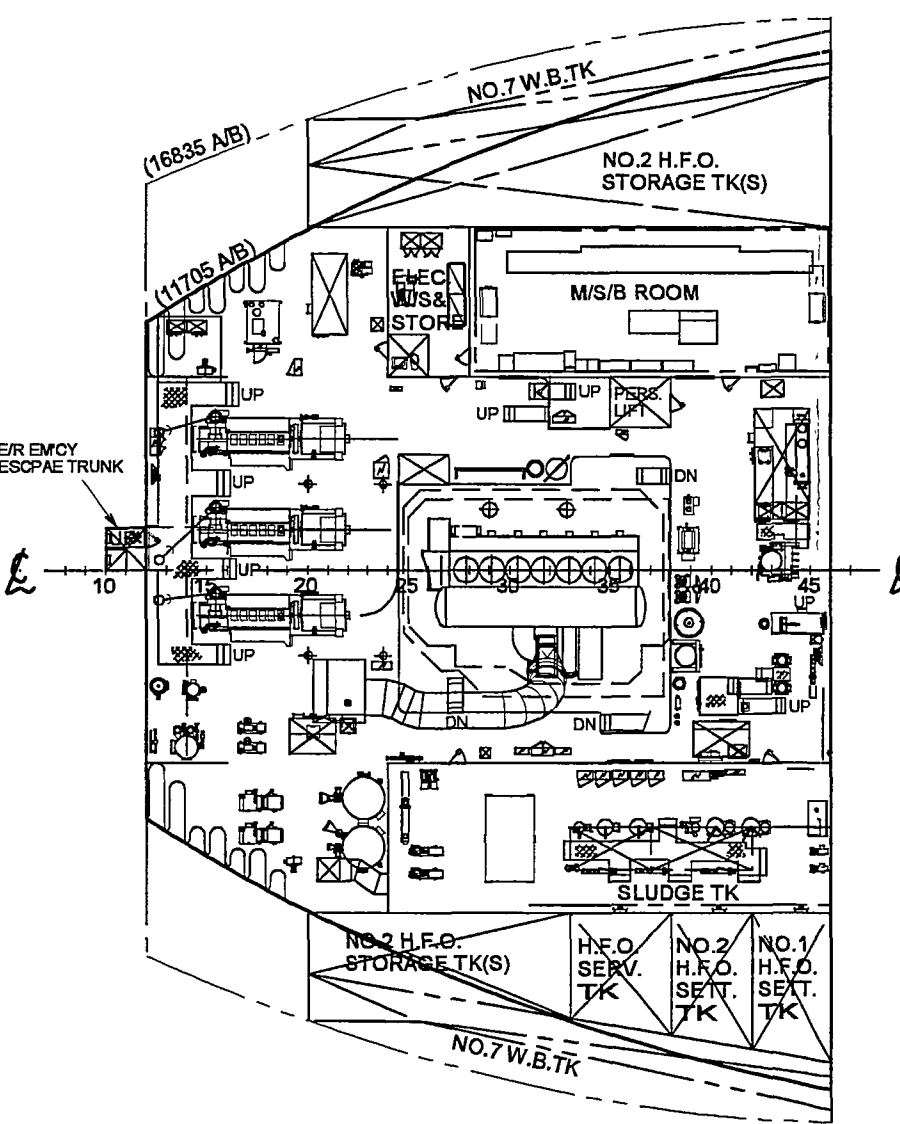 NO.7 W.B.TK
(16835 A/B)
NO.2 H.F.O.
STORAGE TK(S)
(11705 A/B)
ELEC
W/S&
STORE
M/S/B ROOM
UP
UP
PERS.
LIFT
UP
E/R EM'CY
ESCPAE TRUNK
UP
DN
UP
UP
10
15
20
25
30
35
40
45
UP
UP
DN
DN
UP
SLUDGE TK
NO.2 H.F.O.
STORAGE TK(S)
H.F.O.
SERV.
TK
NO.2
H.F.O.
SETT.
TK
NO.1
H.F.O.
SETT.
TK
NO.7 W.B.TK